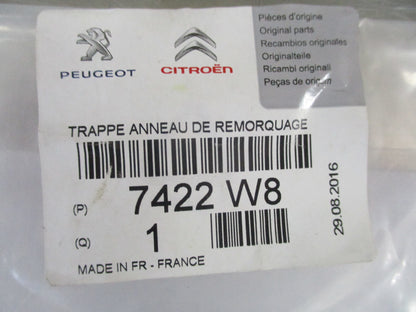 PEUGEOT
CITROËN
Pièces d'origine
Original parts
Recambios originales
Originalteile
Ricambi originali
Peças de origem
TRAPPE ANNEAU DE REMORQUAGE
(P) 7422 W8
(Q) 1
29.08.2016
MADE IN FR - FRANCE